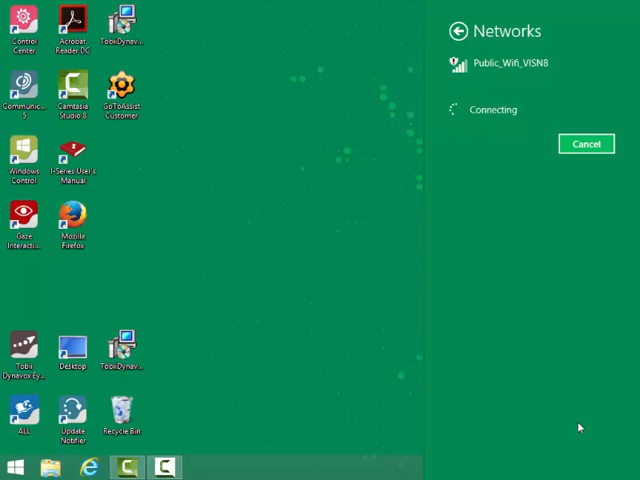 Control
Center
Acrobat
Reader DC
TobiiDynav...
Communic...
5
Camtasia
Studio 8
GoToAssist
Customer
Windows
Control
I-Series User's
Manual
Gaze
Interacti...
Mozilla
Firefox
Tobii
Dynavox Ey...
Desktop
TobiiDynav...
ALL
Update
Notifier
Recycle Bin
Networks
Public_Wifi_VISN8
Connecting
Cancel